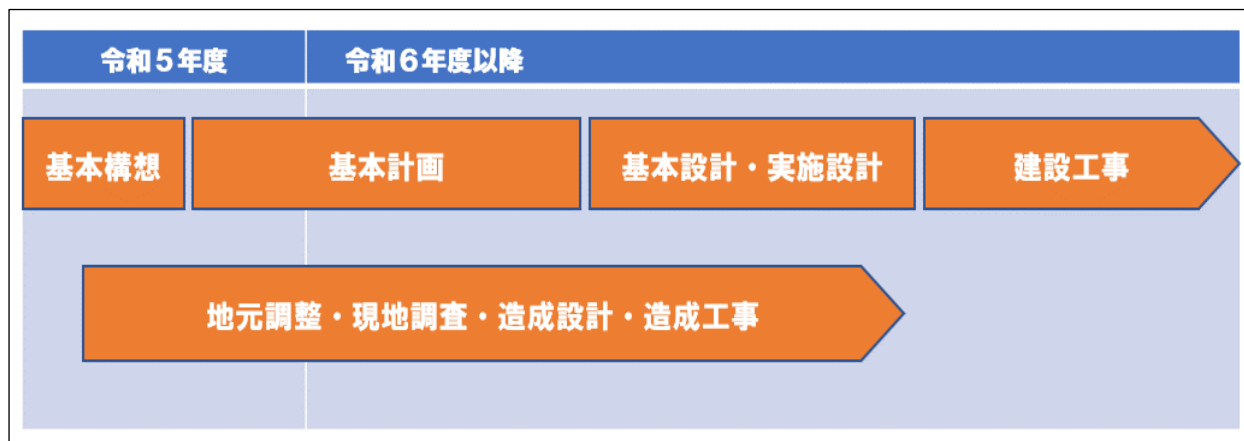 令和5年度 令和6年度以降
基本構想 基本計画 基本設計・実施設計 建設工事
地元調整・現地調査・造成設計・造成工事